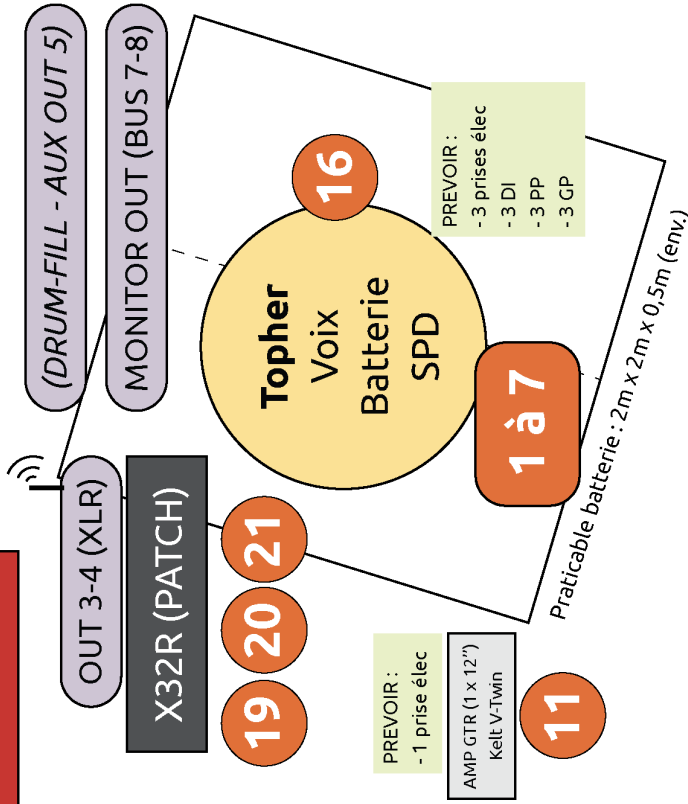 (DRUM-FILL - AUX OUT 5)
MONITOR OUT (BUS 7-8)
OUT 3-4 (XLR)
X32R (PATCH)
19
20
21
16
Topher
Voix
Batterie
SPD
PREVOIR :
- 3 prises élec
- 3 DI
- 3 PP
- 3 GP
1 à 7
Praticable batterie : 2m x 2m x 0,5m (env.)
PREVOIR :
- 1 prise élec
AMP GTR (1 x 12”)
Kelt V-Twin
11